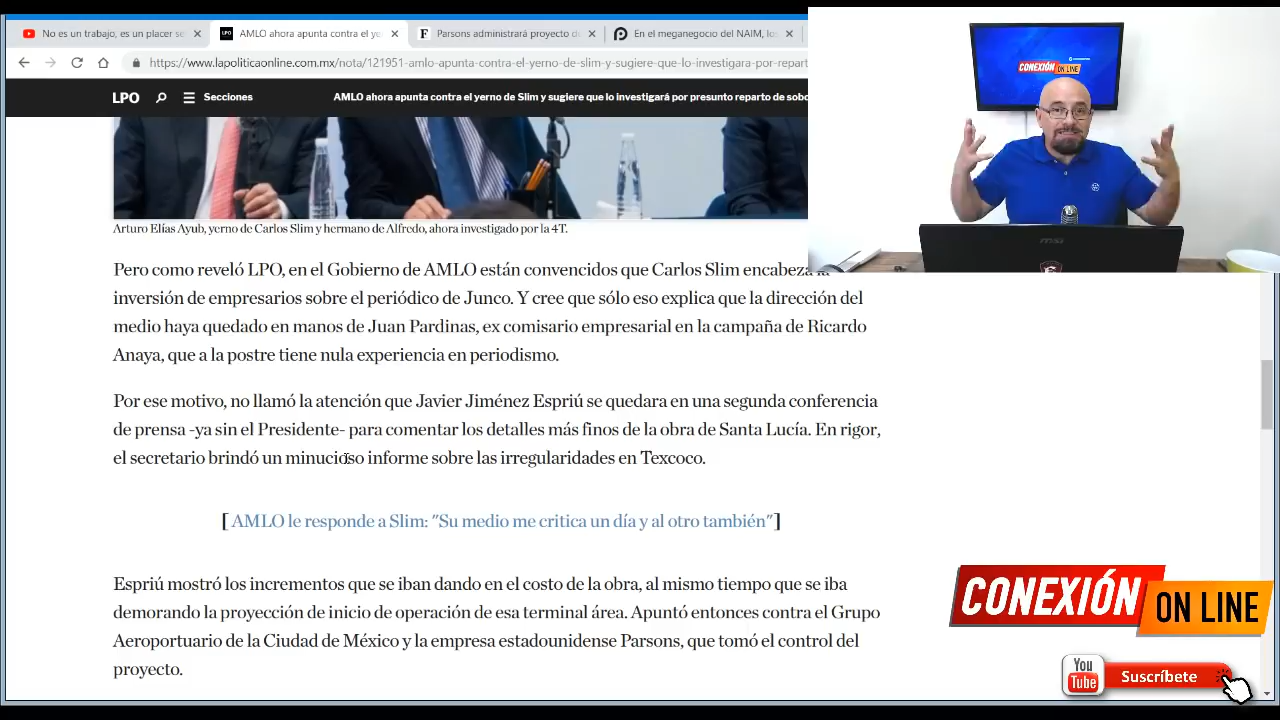 No es un trabajo, es un placer se
AMLO ahora apunta contra el ye
Parsons administrará proyecto d
En el meganegocio del NAIM, lo
https://www.lapoliticaonline.com.mx/nota/121951-amlo-apunta-contra-el-yerno-de-slim-y-sugiere-que-lo-investigara-por-repart
LPO
Secciones
AMLO ahora apunta contra el yerno de Slim y sugiere que lo investigará por presunto reparto de sobo
CONEXIÓN
ON LINE
msi
Arturo Elías Ayub, yerno de Carlos Slim y hermano de Alfredo, ahora investigado por la 4T.
Pero como reveló LPO, en el Gobierno de AMLO están convencidos que Carlos Slim encabeza la
inversión de empresarios sobre el periódico de Junco. Y cree que sólo eso explica que la dirección del
medio haya quedado en manos de Juan Pardinas, ex comisario empresarial en la campaña de Ricardo
Anaya, que a la postre tiene nula experiencia en periodismo.
Por ese motivo, no llamó la atención que Javier Jiménez Espriú se quedara en una segunda conferencia
de prensa -ya sin el Presidente- para comentar los detalles más finos de la obra de Santa Lucía. En rigor,
el secretario brindó un minucioso informe sobre las irregularidades en Texcoco.
[ AMLO le responde a Slim: "Su medio me critica un día y al otro también"]
Espriú mostró los incrementos que se iban dando en el costo de la obra, al mismo tiempo que se iba
demorando la proyección de inicio de operación de esa terminal área. Apuntó entonces contra el Grupo
Aeroportuario de la Ciudad de México y la empresa estadounidense Parsons, que tomó el control del
proyecto.
CONEXIÓN
ON LINE
You
Tube
Suscríbete